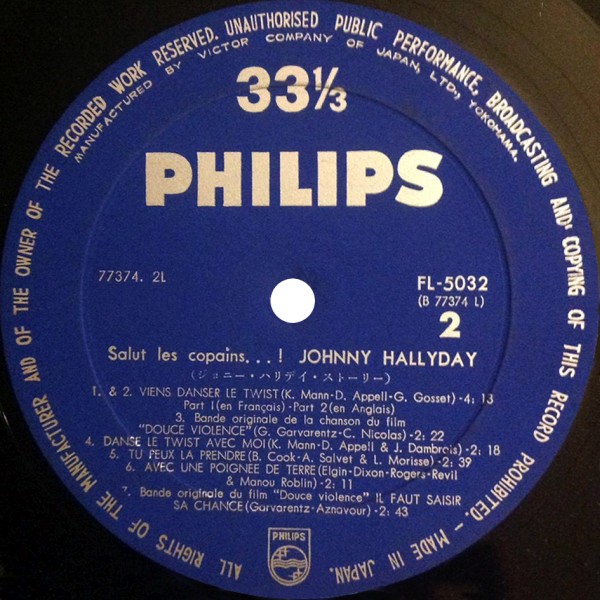 ALL RIGHTS OF THE MANUFACTURER AND OF THE OWNER OF THE RECORDED WORK RESERVED. UNAUTHORISED PUBLIC PERFORMANCE, BROADCASTING AND COPYING OF THIS RECORD PROHIBITED. - MADE IN JAPAN.
MANUFACTURED BY VICTOR COMPANY OF JAPAN, LTD., YOKOHAMA.
33⅓
PHILIPS
77374. 2L
FL-5032
(B 77374 L)
2
Salut les copains...! JOHNNY HALLYDAY
(ジョニー・ハリデイ・ストーリー)
1. & 2. VIENS DANSER LE TWIST(K. Mann-D. Appell-G. Gosset)-4: 13
Part 1(en Français)-Part 2(en Anglais)
3. Bande originale de la chanson du film
"DOUCE VIOLENCE"(G. Garvarentz-C. Nicolas)-2: 22
4. DANSE LE TWIST AVEC MOI(K. Mann-D. Appell & J. Dambrois)-2: 18
5. TU PEUX LA PRENDRE(B. Cook-A. Salvet & L. Morisse)-2: 39
6. AVEC UNE POIGNEE DE TERRE(Elgin-Dixon-Rogers-Revil
& Manou Roblin)-2: 11
7. Bande originale du film "Douce violence" IL FAUT SAISIR
SA CHANCE(Garvarentz-Aznavour)-2: 43
PHILIPS